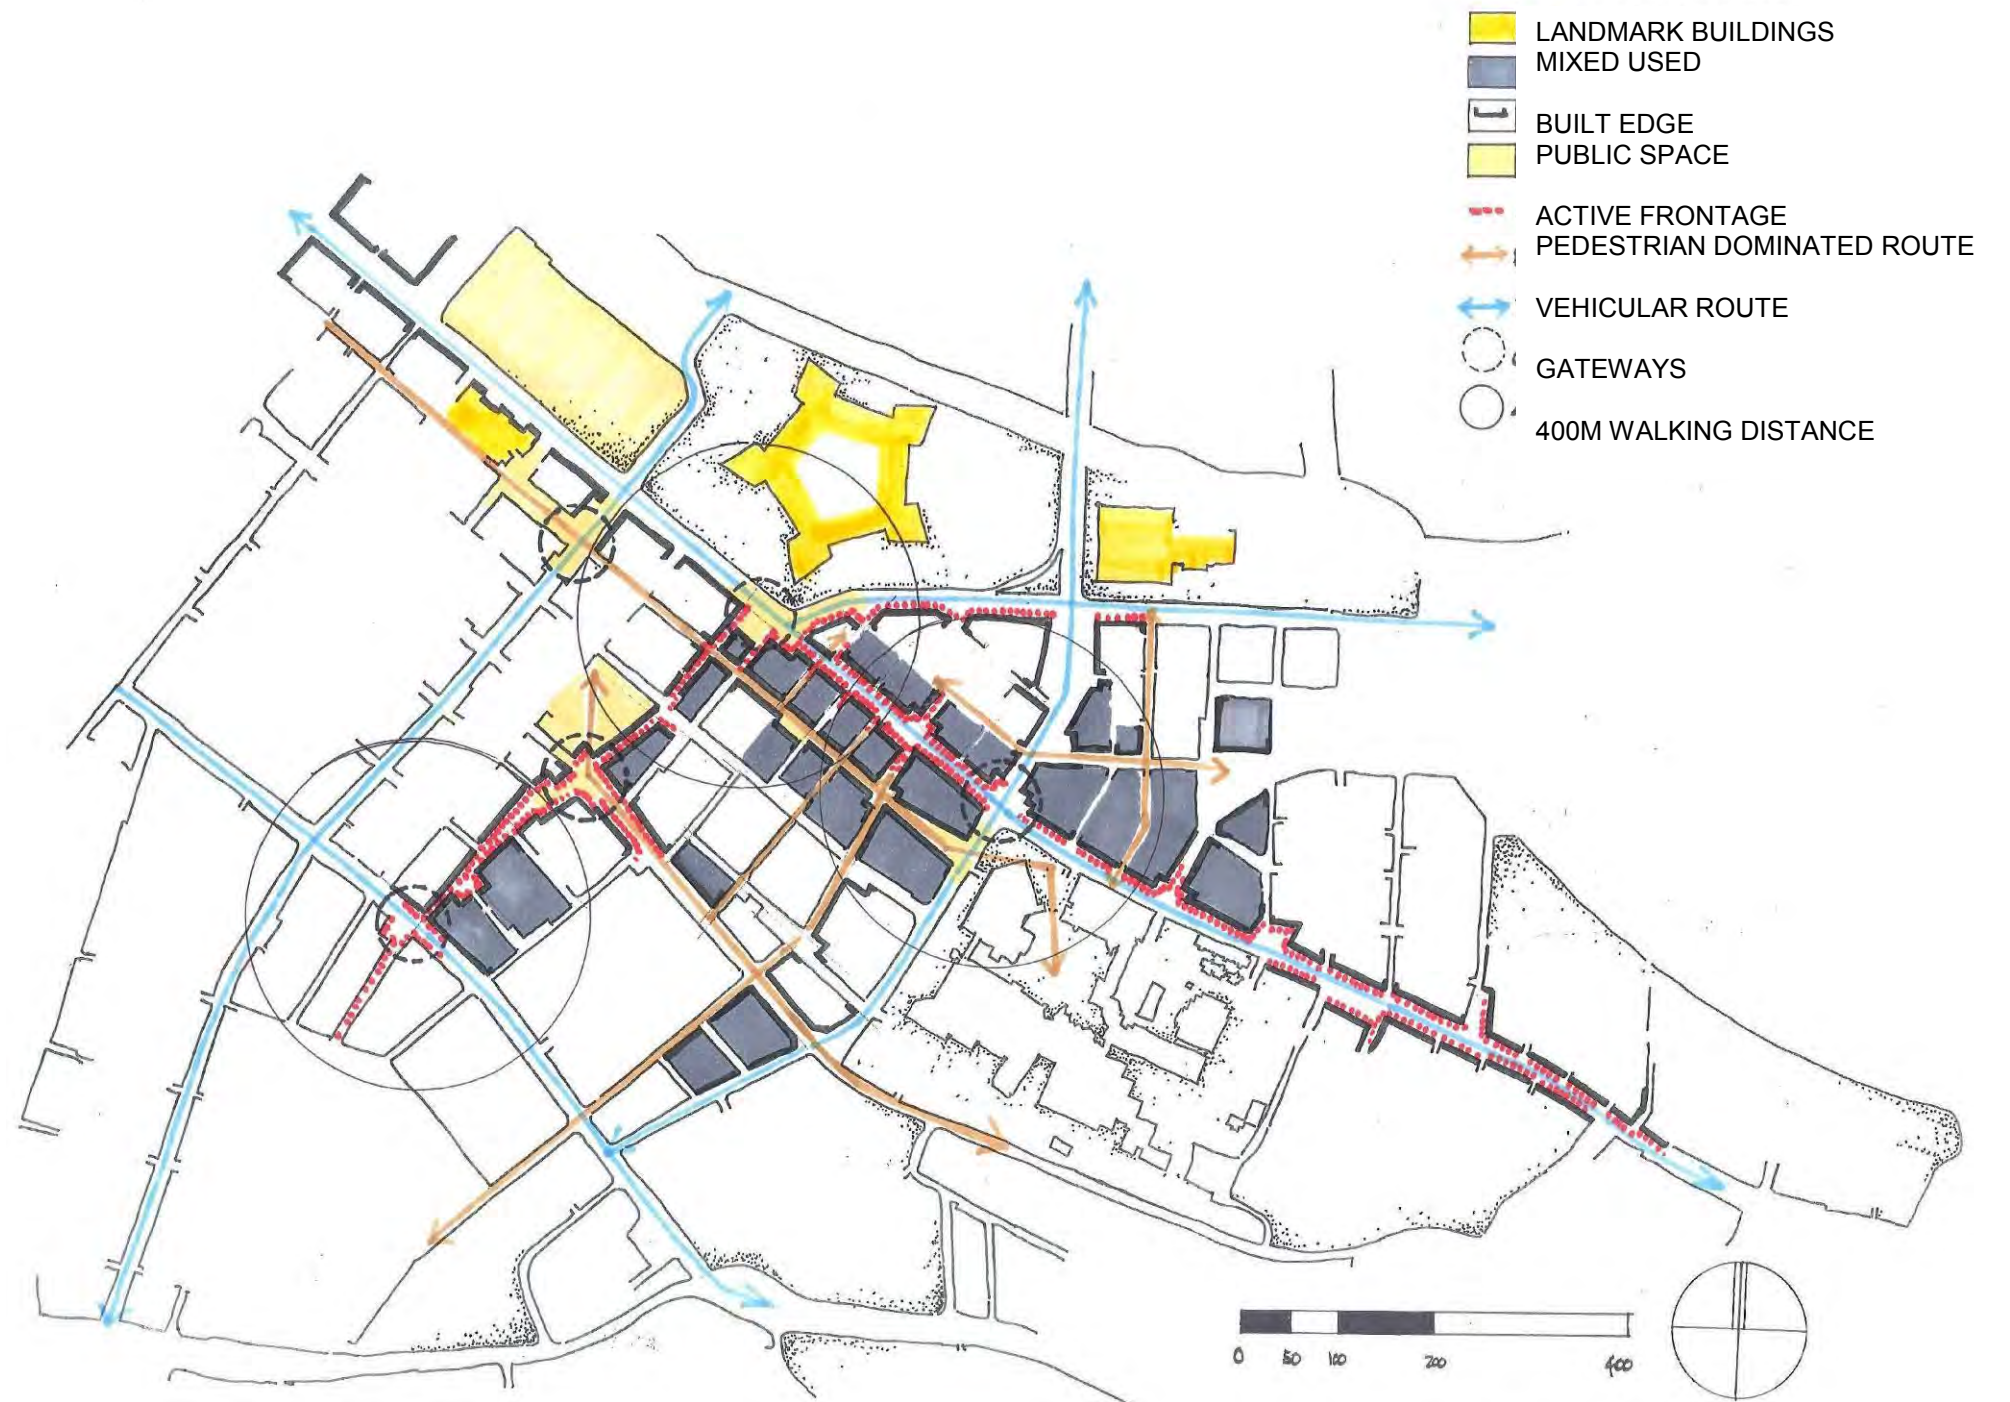 LANDMARK BUILDINGS
MIXED USED
BUILT EDGE
PUBLIC SPACE
ACTIVE FRONTAGE
PEDESTRIAN DOMINATED ROUTE
VEHICULAR ROUTE
GATEWAYS
400M WALKING DISTANCE
0 50 100 200 400